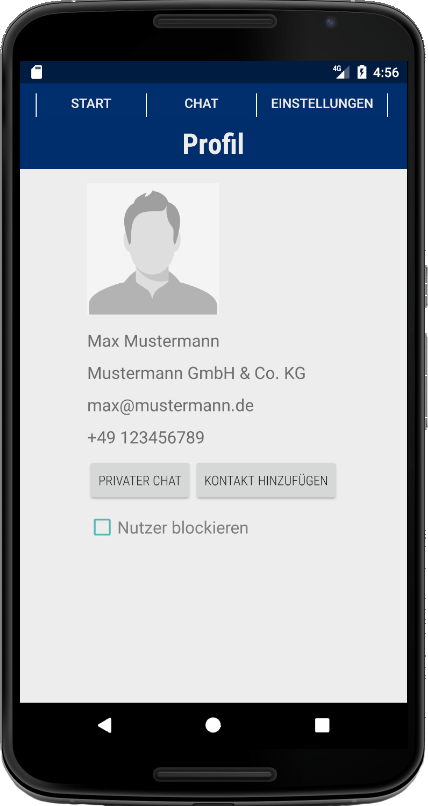 4G 4:56
START CHAT EINSTELLUNGEN
Profil
Max Mustermann
Mustermann GmbH & Co. KG
max@mustermann.de
+49 123456789
PRIVATER CHAT KONTAKT HINZUFÜGEN
Nutzer blockieren